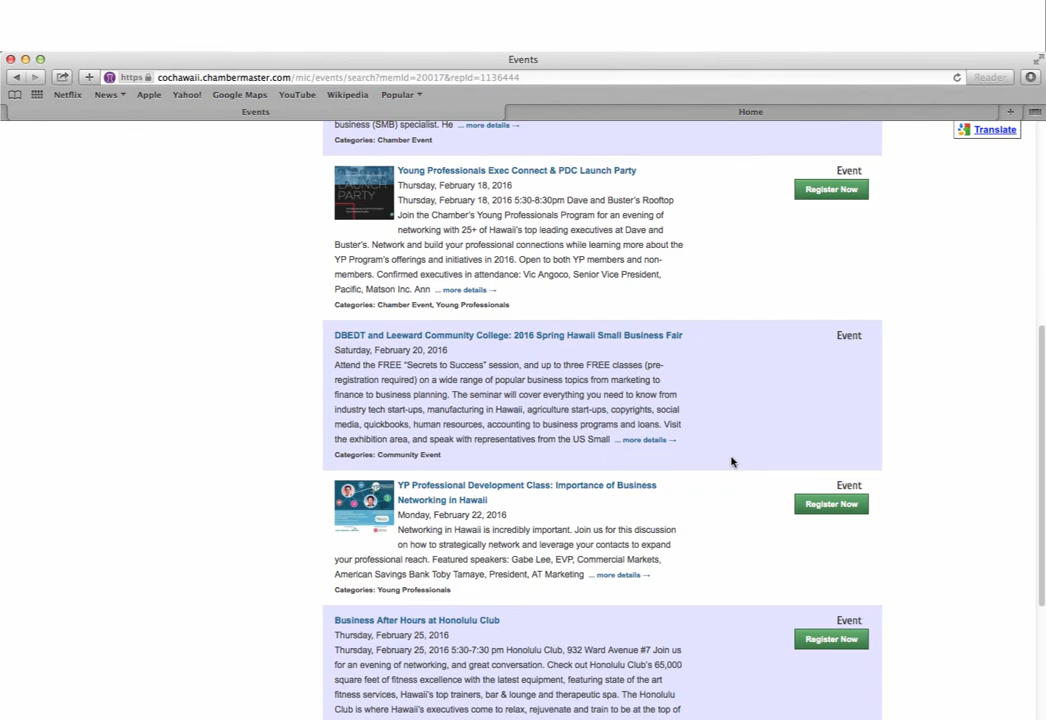 Events
https cochawaii.chambermaster.com/mic/events/search?memId=20017&repId=1136444
Reader
Netflix News Apple Yahoo! Google Maps YouTube Wikipedia Popular
Events Home
business (SMB) specialist. He ... more details →
Translate
Categories: Chamber Event
Young Professionals Exec Connect & PDC Launch Party
Event
Thursday, February 18, 2016
Register Now
LAUNCH
PARTY
Thursday, February 18, 2016 5:30-8:30pm Dave and Buster's Rooftop
Join the Chamber's Young Professionals Program for an evening of
networking with 25+ of Hawaii's top leading executives at Dave and
Buster's. Network and build your professional connections while learning more about the
YP Program's offerings and initiatives in 2016. Open to both YP members and non-
members. Confirmed executives in attendance: Vic Angoco, Senior Vice President,
Pacific, Matson Inc. Ann ... more details →
Categories: Chamber Event, Young Professionals
DBEDT and Leeward Community College: 2016 Spring Hawaii Small Business Fair
Event
Saturday, February 20, 2016
Attend the FREE "Secrets to Success" session, and up to three FREE classes (pre-
registration required) on a wide range of popular business topics from marketing to
finance to business planning. The seminar will cover everything you need to know from
industry tech start-ups, manufacturing in Hawaii, agriculture start-ups, copyrights, social
media, quickbooks, human resources, accounting to business programs and loans. Visit
the exhibition area, and speak with representatives from the US Small ... more details →
Categories: Community Event
YP Professional Development Class: Importance of Business
Networking in Hawaii
Event
Register Now
Monday, February 22, 2016
Networking in Hawaii is incredibly important. Join us for this discussion
on how to strategically network and leverage your contacts to expand
your professional reach. Featured speakers: Gabe Lee, EVP, Commercial Markets,
American Savings Bank Toby Tamaye, President, AT Marketing ... more details →
Categories: Young Professionals
Business After Hours at Honolulu Club
Event
Thursday, February 25, 2016
Register Now
Thursday, February 25, 2016 5:30-7:30 pm Honolulu Club, 932 Ward Avenue #7 Join us
for an evening of networking, and great conversation. Check out Honolulu Club's 65,000
square feet of fitness excellence with the latest equipment, featuring state of the art
fitness services, Hawaii's top trainers, bar & lounge and therapeutic spa. The Honolulu
Club is where Hawaii's executives come to relax, rejuvenate and train to be at the top of